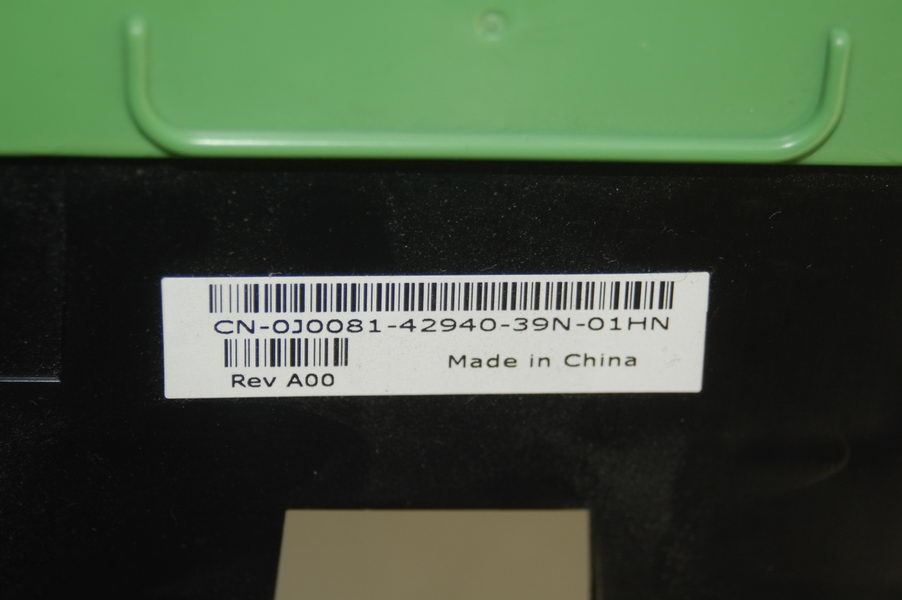 CN-0J0081-42940-39N-01HN
Made in China
Rev A00